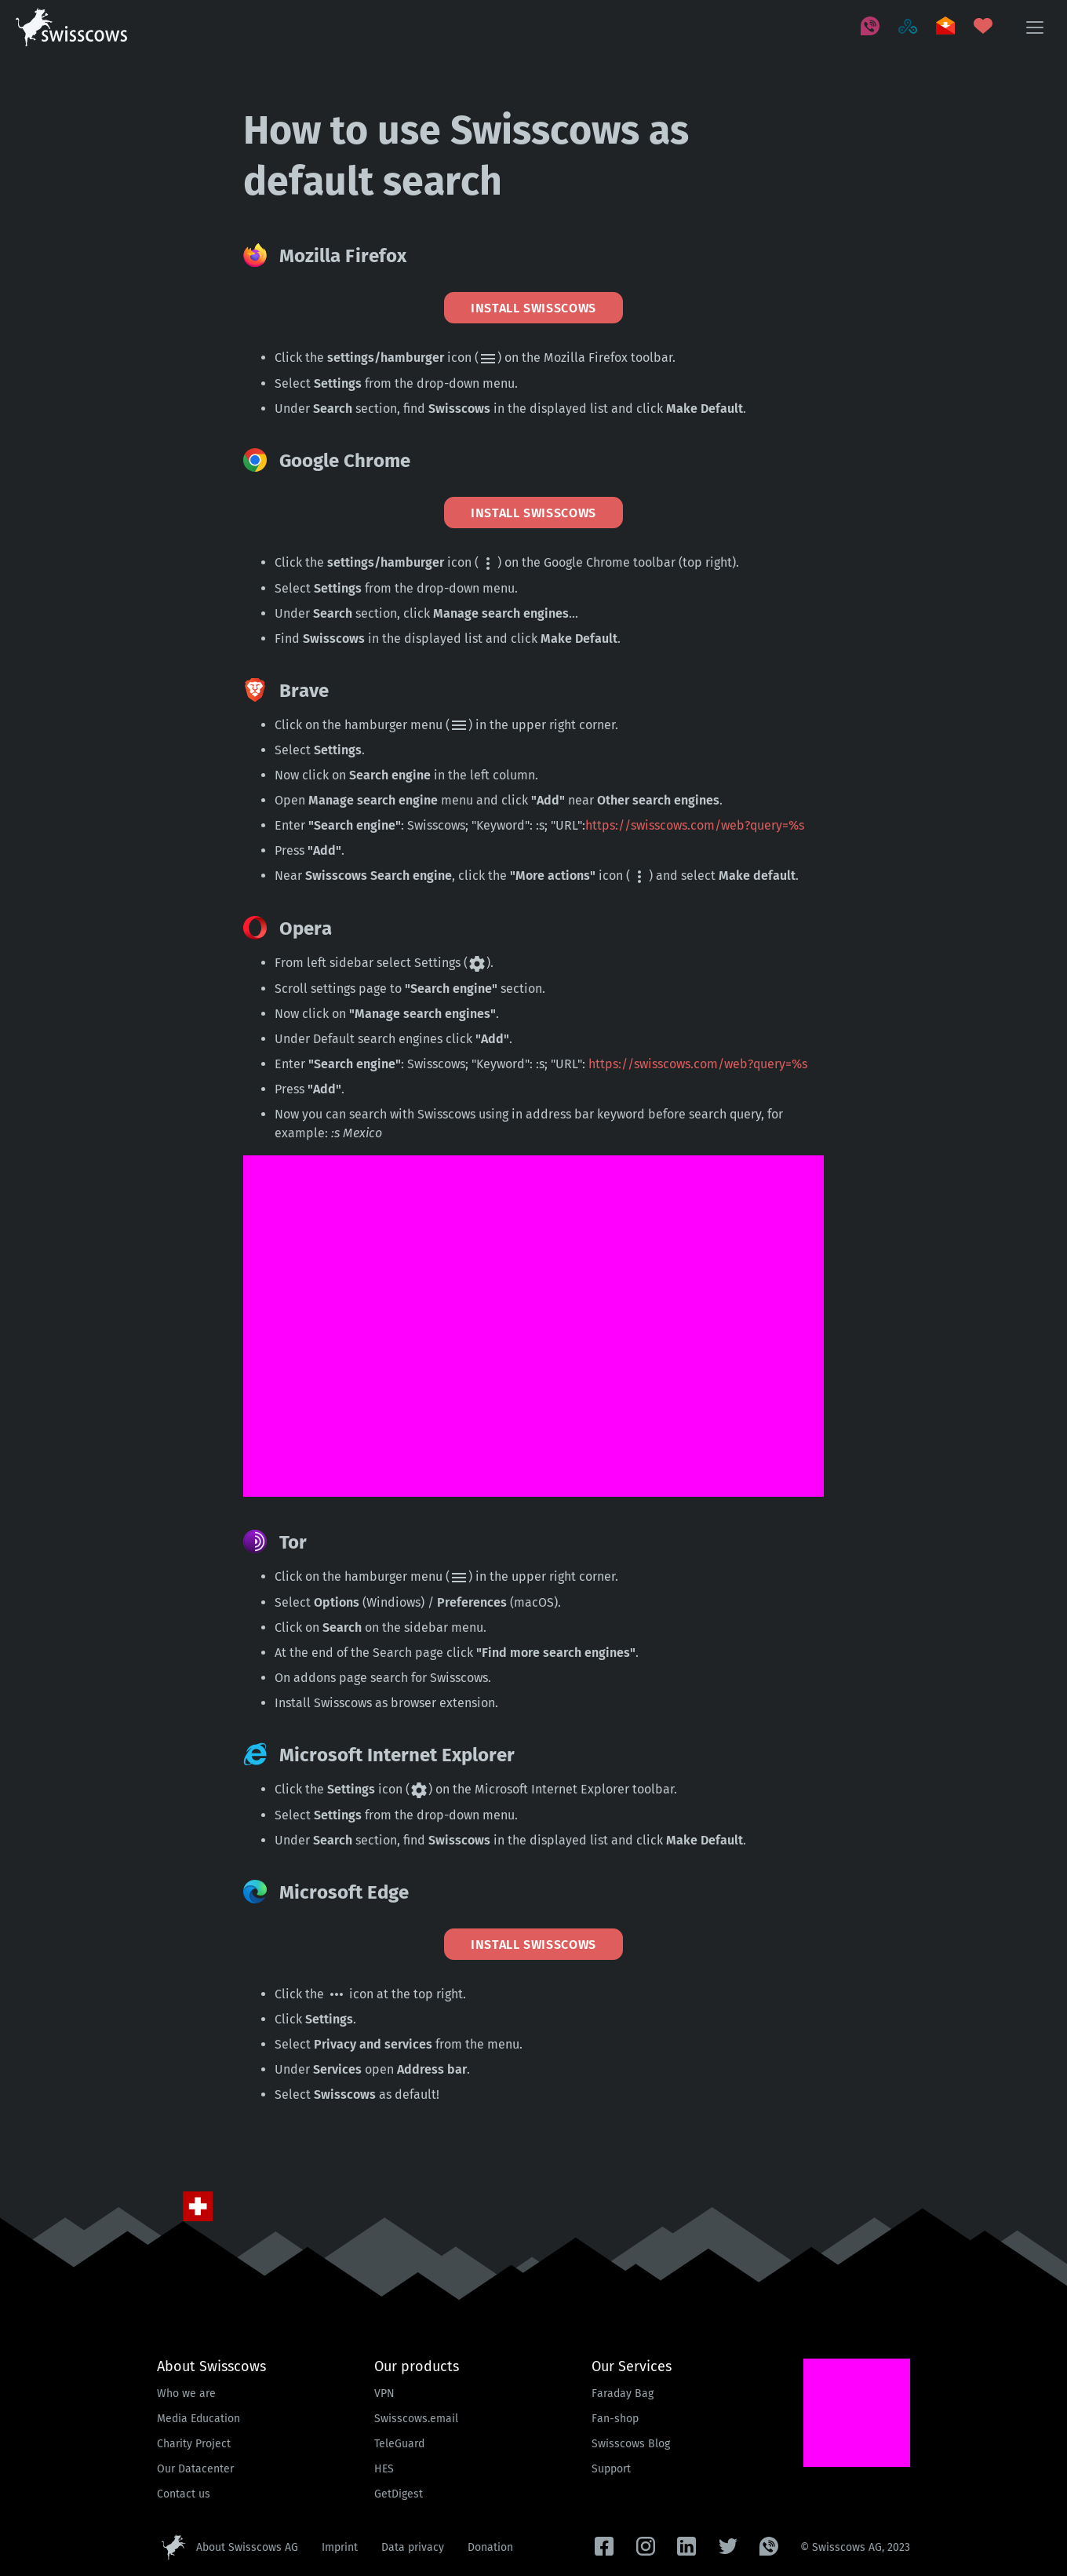 swisscows
How to use Swisscows as
default search
Mozilla Firefox
INSTALL SWISSCOWS
Click the settings/hamburger icon ( ) on the Mozilla Firefox toolbar.
Select Settings from the drop-down menu.
Under Search section, find Swisscows in the displayed list and click Make Default.
Google Chrome
INSTALL SWISSCOWS
Click the settings/hamburger icon ( ) on the Google Chrome toolbar (top right).
Select Settings from the drop-down menu.
Under Search section, click Manage search engines...
Find Swisscows in the displayed list and click Make Default.
Brave
Click on the hamburger menu ( ) in the upper right corner.
Select Settings.
Now click on Search engine in the left column.
Open Manage search engine menu and click "Add" near Other search engines.
Enter "Search engine": Swisscows; "Keyword": :s; "URL":https://swisscows.com/web?query=%s
Press "Add".
Near Swisscows Search engine, click the "More actions" icon ( ) and select Make default.
Opera
From left sidebar select Settings ( ).
Scroll settings page to "Search engine" section.
Now click on "Manage search engines".
Under Default search engines click "Add".
Enter "Search engine": Swisscows; "Keyword": :s; "URL": https://swisscows.com/web?query=%s
Press "Add".
Now you can search with Swisscows using in address bar keyword before search query, for
example: :s Mexico
Tor
Click on the hamburger menu ( ) in the upper right corner.
Select Options (Windiows) / Preferences (macOS).
Click on Search on the sidebar menu.
At the end of the Search page click "Find more search engines".
On addons page search for Swisscows.
Install Swisscows as browser extension.
Microsoft Internet Explorer
Click the Settings icon ( ) on the Microsoft Internet Explorer toolbar.
Select Settings from the drop-down menu.
Under Search section, find Swisscows in the displayed list and click Make Default.
Microsoft Edge
INSTALL SWISSCOWS
Click the ••• icon at the top right.
Click Settings.
Select Privacy and services from the menu.
Under Services open Address bar.
Select Swisscows as default!
About Swisscows
Who we are
Media Education
Charity Project
Our Datacenter
Contact us
Our products
VPN
Swisscows.email
TeleGuard
HES
GetDigest
Our Services
Faraday Bag
Fan-shop
Swisscows Blog
Support
About Swisscows AG Imprint Data privacy Donation © Swisscows AG, 2023